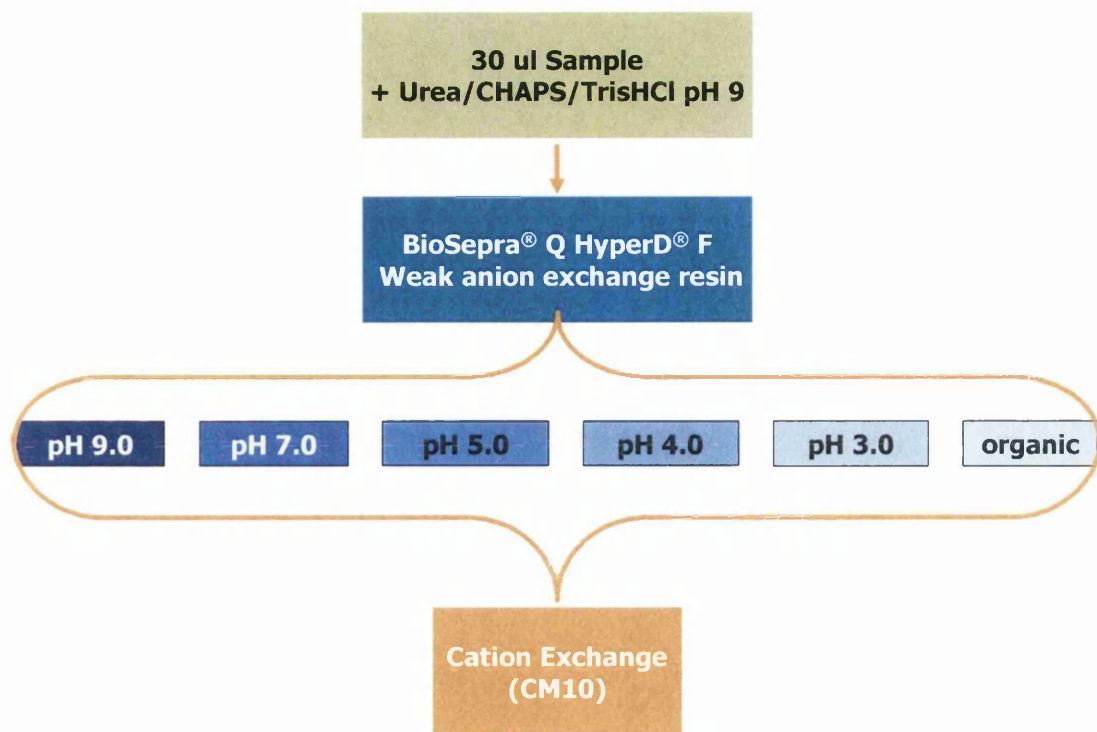 30 ul Sample
+ Urea/CHAPS/TrisHCl pH 9
BioSepra® Q HyperD® F
Weak anion exchange resin
pH 9.0
pH 7.0
pH 5.0
pH 4.0
pH 3.0
organic
Cation Exchange
(CM10)